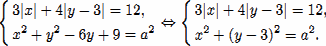 { 3|x| + 4|y − 3| = 12, ⇔ { 3|x| + 4|y − 3| = 12,
x² + y² − 6y + 9 = a² x² + (y − 3)² = a².